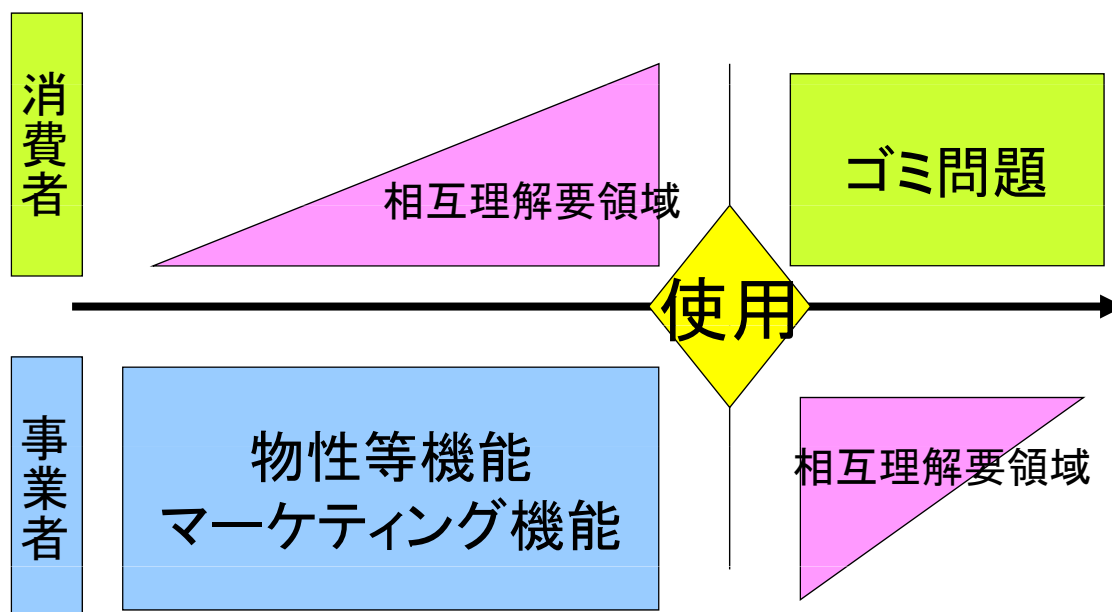 消費者
相互理解要領域
ゴミ問題
使用
事業者
物性等機能
マーケティング機能
相互理解要領域